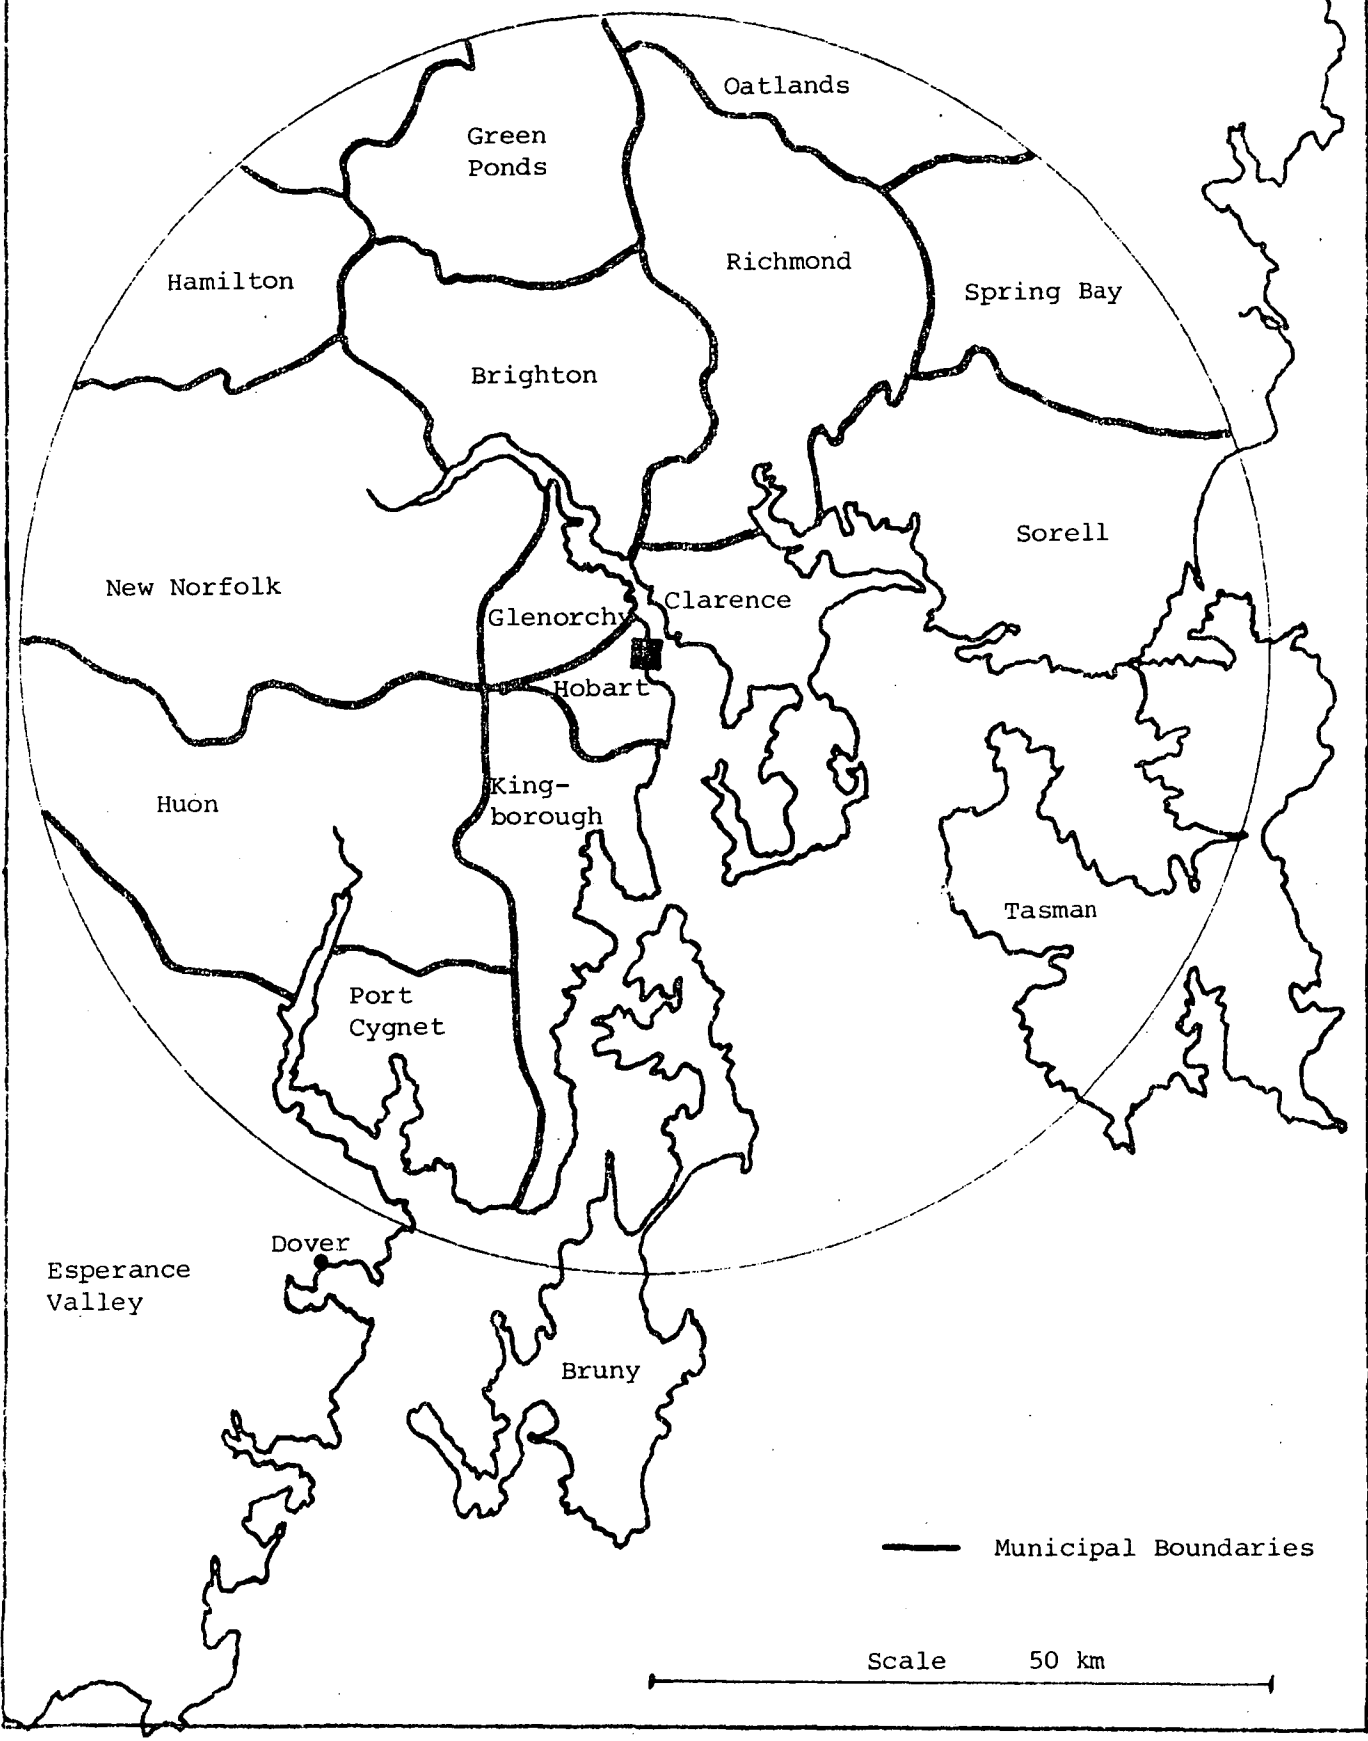 Oatlands
Green
Ponds
Richmond
Hamilton
Spring Bay
Brighton
Sorell
New Norfolk
Clarence
Glenorchy
Hobart
King-
borough
Huon
Tasman
Port
Cygnet
Dover
Esperance
Valley
Bruny
Municipal Boundaries
Scale 50 km